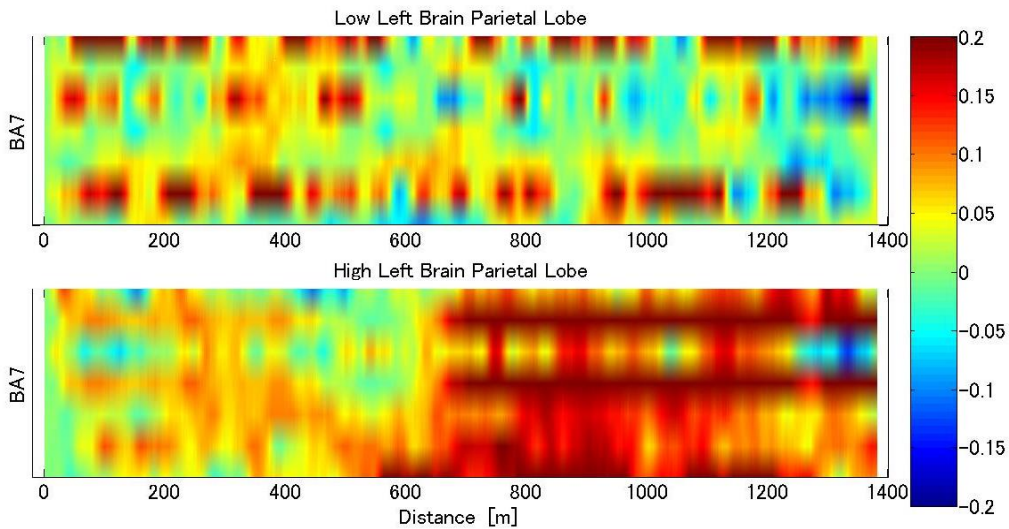 Low Left Brain Parietal Lobe
BA7
0 200 400 600 800 1000 1200 1400
High Left Brain Parietal Lobe
BA7
0 200 400 600 800 1000 1200 1400
Distance [m]
0.2
0.15
0.1
0.05
0
-0.05
-0.1
-0.15
-0.2